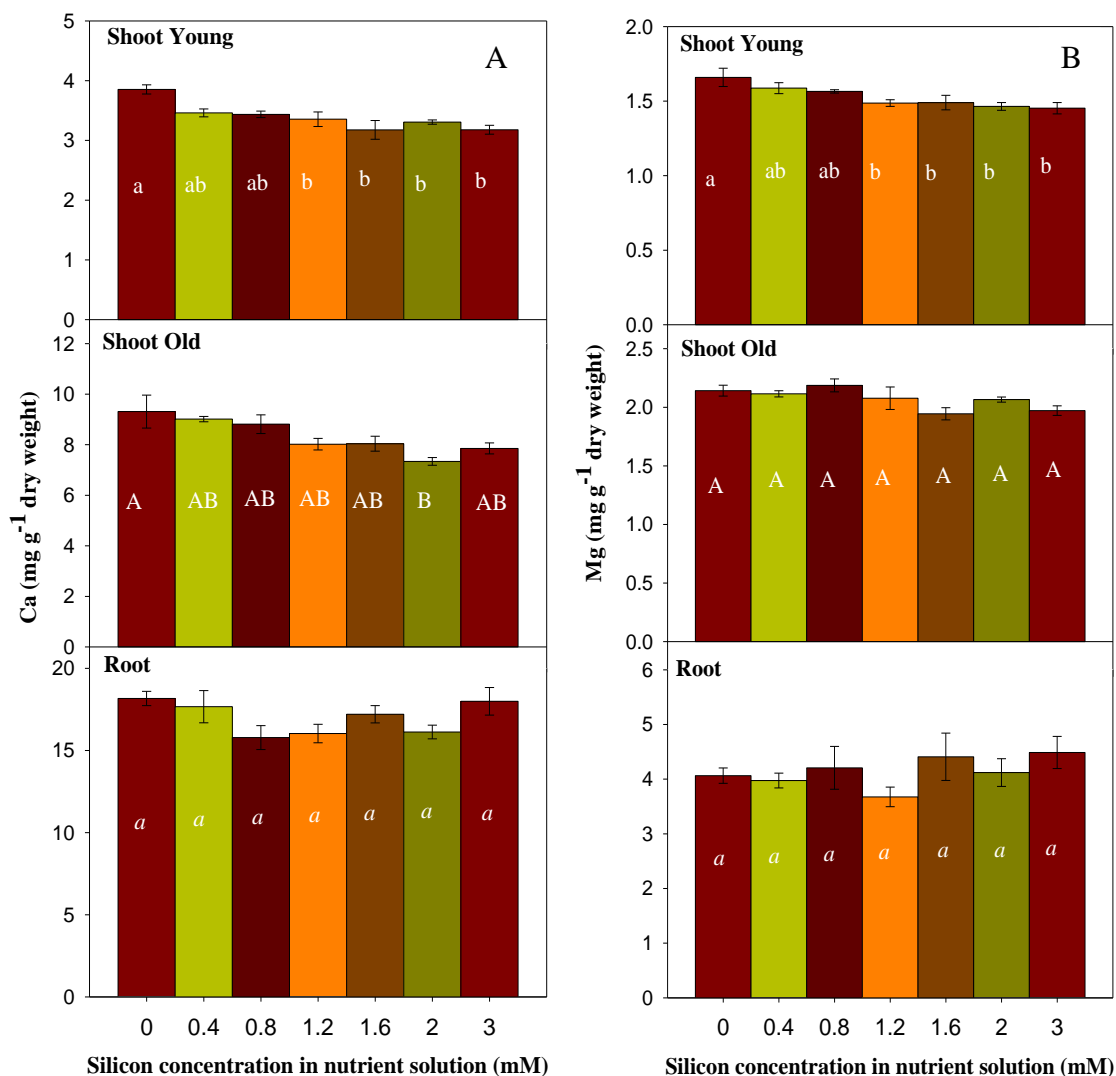 A
Shoot Young
5
4
3
2
1
0
a ab ab b b b b
Shoot Old
12
10
8
6
4
2
0
A AB AB AB AB B AB
Root
20
15
10
5
0
a a a a a a a
0 0.4 0.8 1.2 1.6 2 3
Ca (mg g-1 dry weight)
Silicon concentration in nutrient solution (mM)
B
Shoot Young
2.0
1.5
1.0
0.5
0.0
a ab ab b b b b
Shoot Old
2.5
2.0
1.5
1.0
0.5
0.0
A A A A A A A
Root
6
5
4
3
2
1
0
a a a a a a a
0 0.4 0.8 1.2 1.6 2 3
Mg (mg g-1 dry weight)
Silicon concentration in nutrient solution (mM)